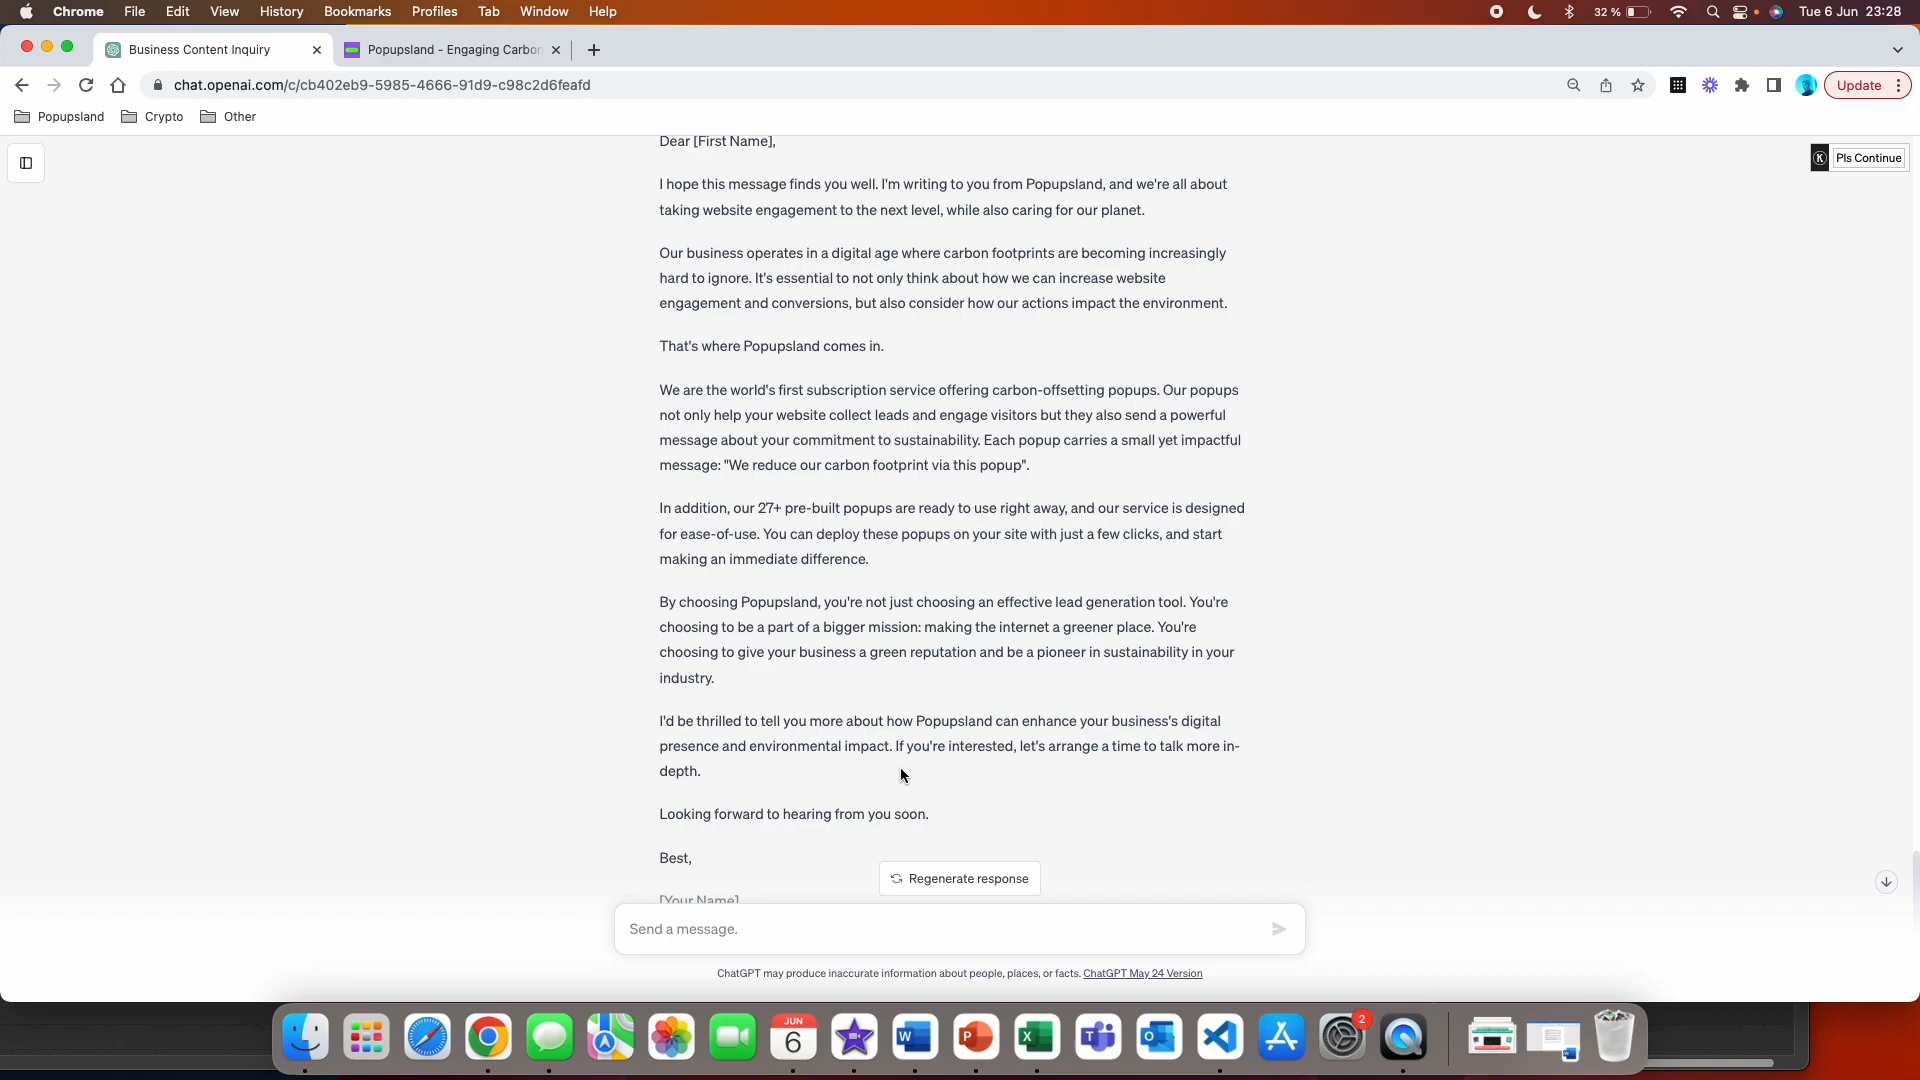 Chrome File Edit View History Bookmarks Profiles Tab Window Help 32 % Tue 6 Jun 23:28
Business Content Inquiry Popupsland - Engaging Carbon
chat.openai.com/c/cb402eb9-5985-4666-91d9-c98c2d6feafd Update
Popupsland Crypto Other
Dear [First Name],
K Pls Continue
I hope this message finds you well. I'm writing to you from Popupsland, and we're all about
taking website engagement to the next level, while also caring for our planet.
Our business operates in a digital age where carbon footprints are becoming increasingly
hard to ignore. It's essential to not only think about how we can increase website
engagement and conversions, but also consider how our actions impact the environment.
That's where Popupsland comes in.
We are the world's first subscription service offering carbon-offsetting popups. Our popups
not only help your website collect leads and engage visitors but they also send a powerful
message about your commitment to sustainability. Each popup carries a small yet impactful
message: "We reduce our carbon footprint via this popup".
In addition, our 27+ pre-built popups are ready to use right away, and our service is designed
for ease-of-use. You can deploy these popups on your site with just a few clicks, and start
making an immediate difference.
By choosing Popupsland, you're not just choosing an effective lead generation tool. You're
choosing to be a part of a bigger mission: making the internet a greener place. You're
choosing to give your business a green reputation and be a pioneer in sustainability in your
industry.
I'd be thrilled to tell you more about how Popupsland can enhance your business's digital
presence and environmental impact. If you're interested, let's arrange a time to talk more in-
depth.
Looking forward to hearing from you soon.
Best,
Regenerate response
[Your Name]
Send a message.
ChatGPT may produce inaccurate information about people, places, or facts. ChatGPT May 24 Version
JUN
6
W P X 2